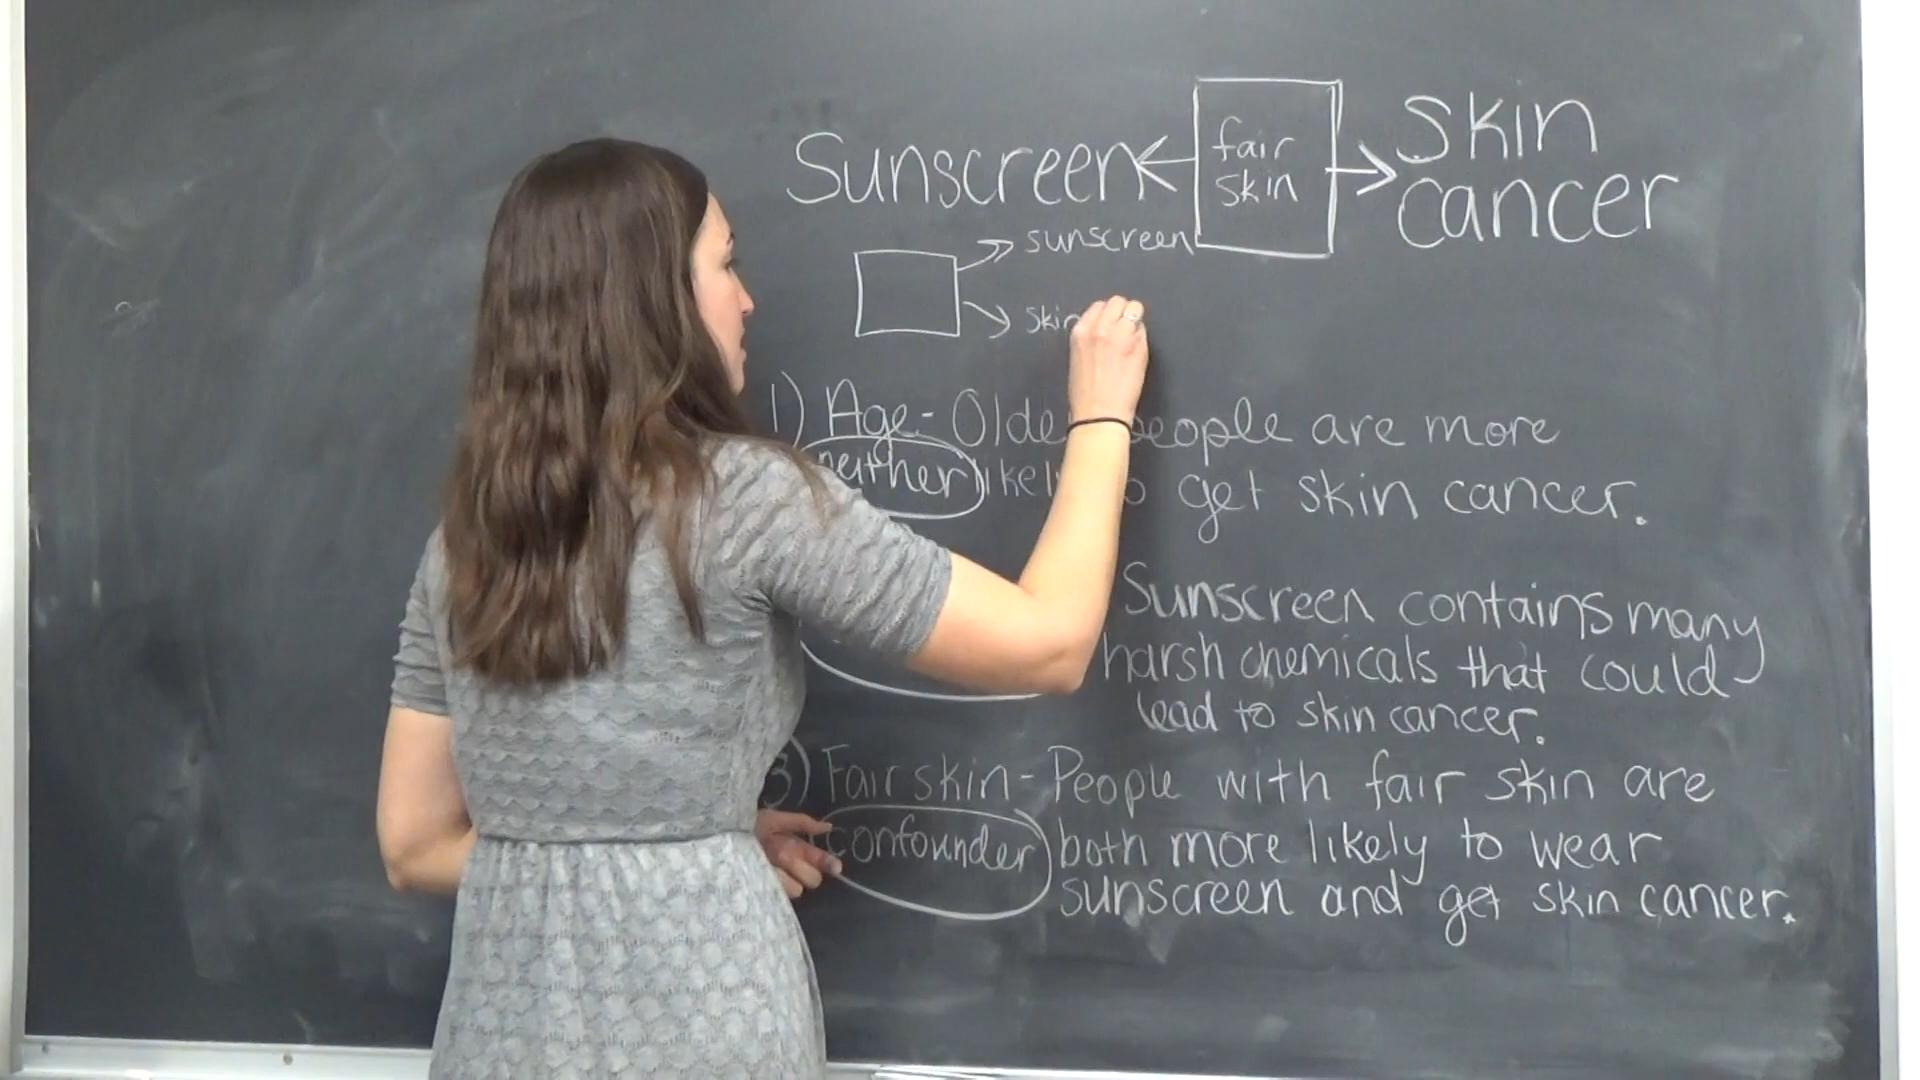 Sunscreen
fair
skin
skin
cancer
sunscreen
skin
1) Age- Older people are more
neither likely to get skin cancer.
Sunscreen contains many
harsh chemicals that could
lead to skin cancer.
3) Fair skin- People with fair skin are
confounder both more likely to wear
sunscreen and get skin cancer.